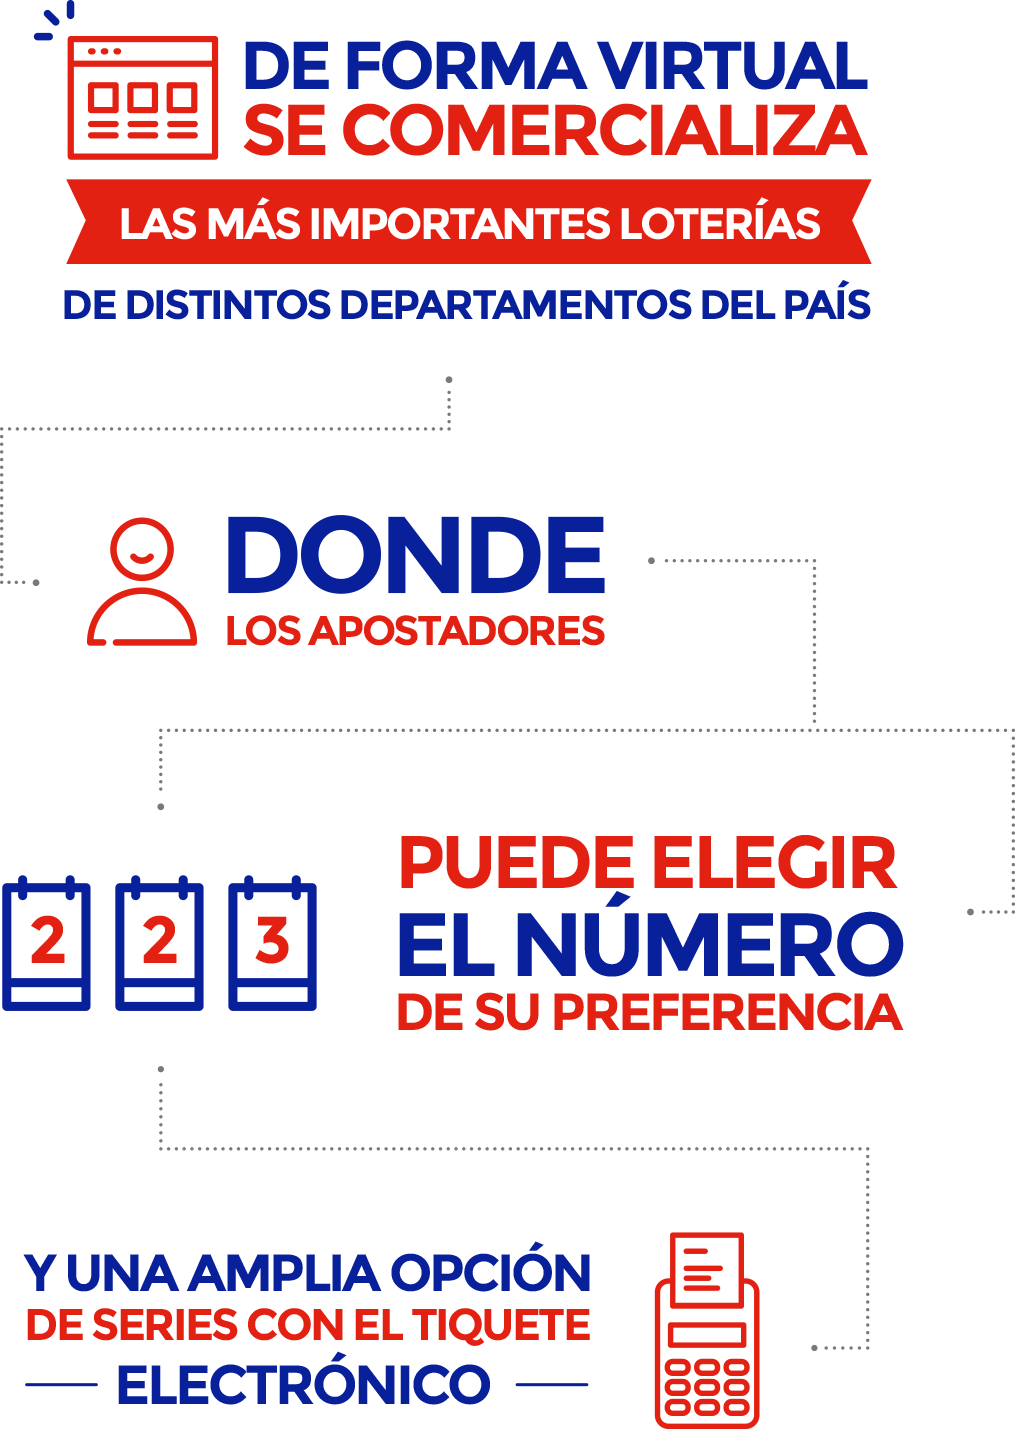 DE FORMA VIRTUAL
SE COMERCIALIZA
LAS MÁS IMPORTANTES LOTERÍAS
DE DISTINTOS DEPARTAMENTOS DEL PAÍS
DONDE
LOS APOSTADORES
2 2 3
PUEDE ELEGIR
EL NÚMERO
DE SU PREFERENCIA
Y UNA AMPLIA OPCIÓN
DE SERIES CON EL TIQUETE
ELECTRÓNICO